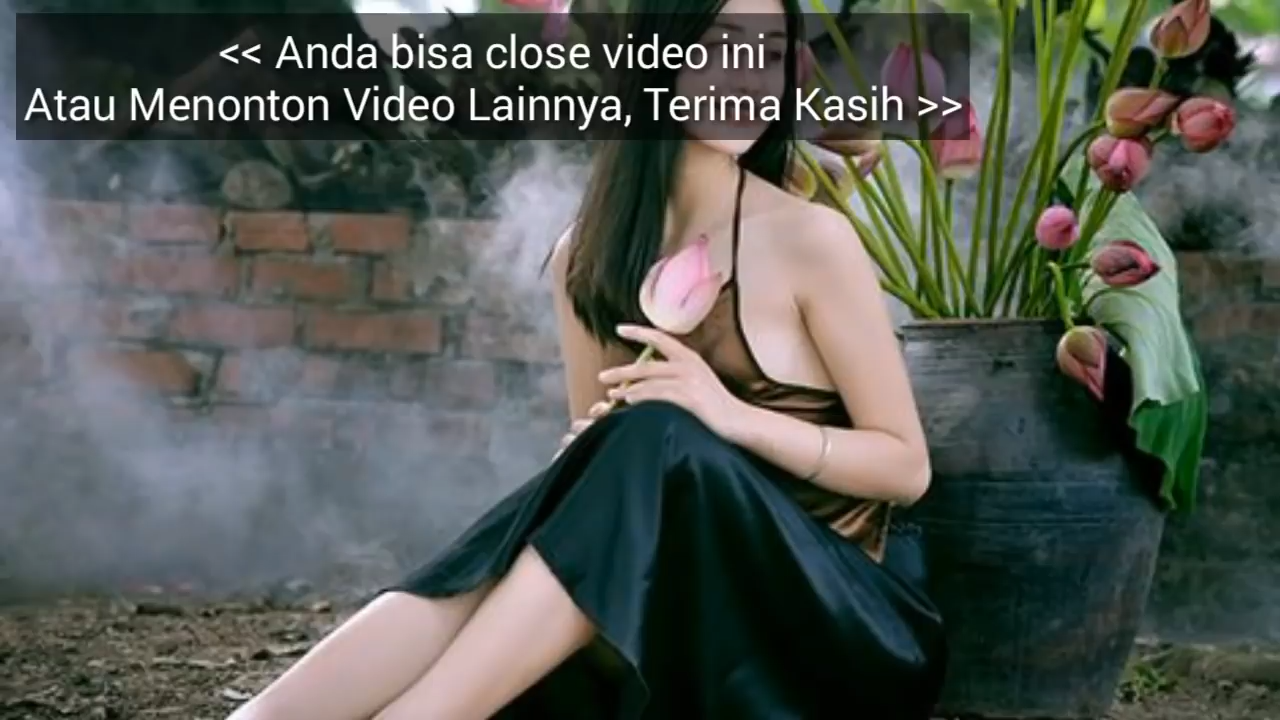 << Anda bisa close video ini
Atau Menonton Video Lainnya, Terima Kasih >>